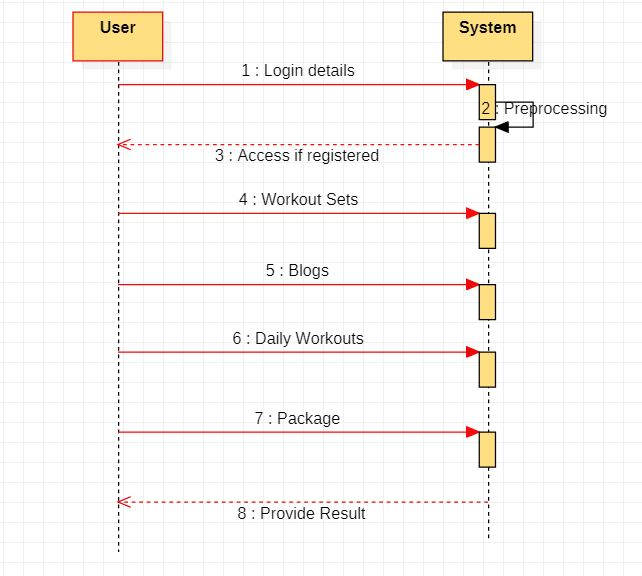 User
System
1 : Login details
2 : Preprocessing
3 : Access if registered
4 : Workout Sets
5 : Blogs
6 : Daily Workouts
7 : Package
8 : Provide Result